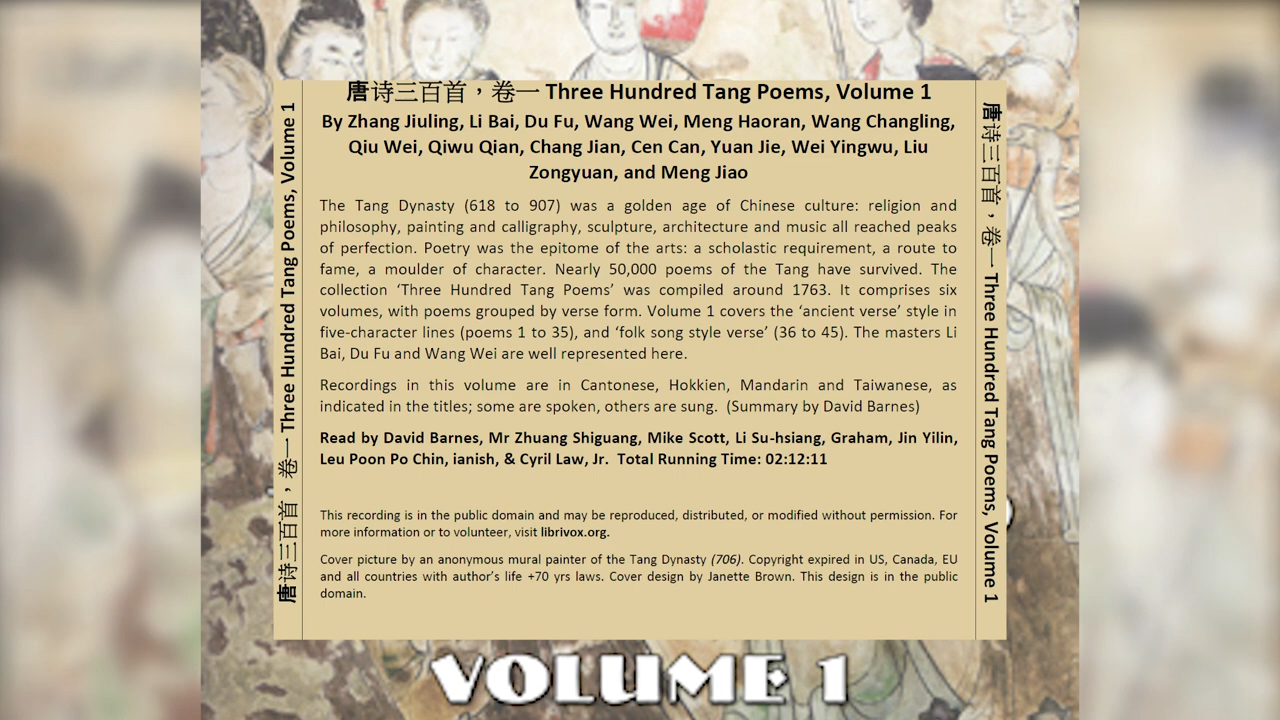 唐诗三百首，卷一 Three Hundred Tang Poems, Volume 1
By Zhang Jiuling, Li Bai, Du Fu, Wang Wei, Meng Haoran, Wang Changling,
Qiu Wei, Qiwu Qian, Chang Jian, Cen Can, Yuan Jie, Wei Yingwu, Liu
Zongyuan, and Meng Jiao
The Tang Dynasty (618 to 907) was a golden age of Chinese culture: religion and
philosophy, painting and calligraphy, sculpture, architecture and music all reached peaks
of perfection. Poetry was the epitome of the arts: a scholastic requirement, a route to
fame, a moulder of character. Nearly 50,000 poems of the Tang have survived. The
collection ‘Three Hundred Tang Poems’ was compiled around 1763. It comprises six
volumes, with poems grouped by verse form. Volume 1 covers the ‘ancient verse’ style in
five-character lines (poems 1 to 35), and ‘folk song style verse’ (36 to 45). The masters Li
Bai, Du Fu and Wang Wei are well represented here.
Recordings in this volume are in Cantonese, Hokkien, Mandarin and Taiwanese, as
indicated in the titles; some are spoken, others are sung. (Summary by David Barnes)
Read by David Barnes, Mr Zhuang Shiguang, Mike Scott, Li Su-hsiang, Graham, Jin Yilin,
Leu Poon Po Chin, ianish, & Cyril Law, Jr. Total Running Time: 02:12:11
This recording is in the public domain and may be reproduced, distributed, or modified without permission. For
more information or to volunteer, visit librivox.org.
Cover picture by an anonymous mural painter of the Tang Dynasty (706). Copyright expired in US, Canada, EU
and all countries with author’s life +70 yrs laws. Cover design by Janette Brown. This design is in the public
domain.
唐诗三百首，卷一 Three Hundred Tang Poems, Volume 1
唐诗三百首，卷一 Three Hundred Tang Poems, Volume 1
VOLUME 1